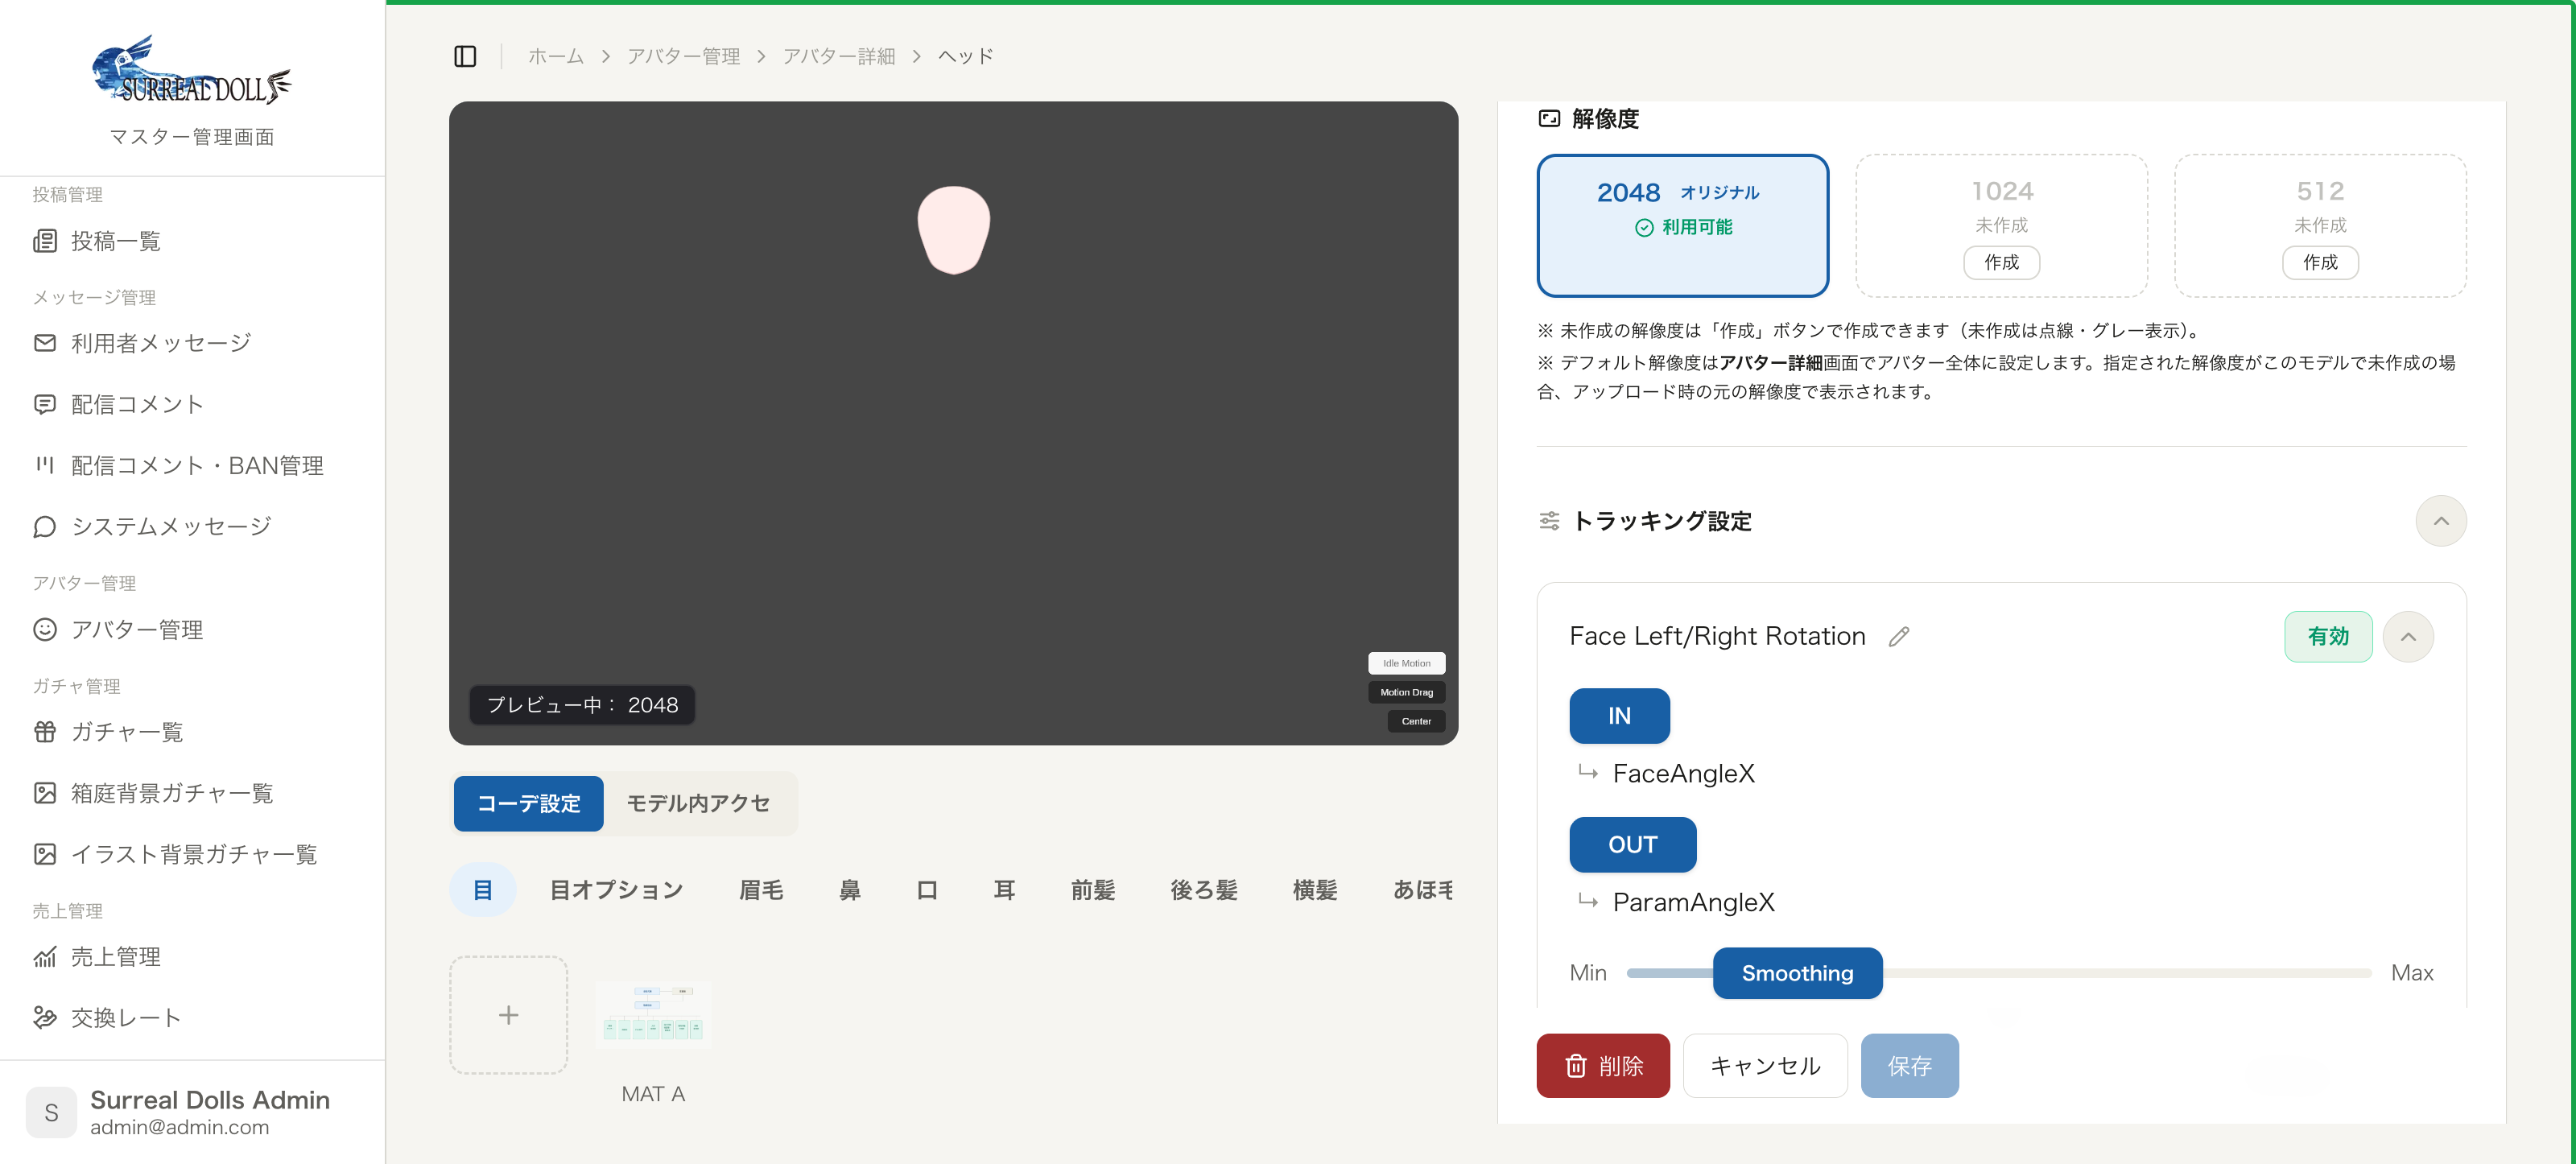 SURREAL DOLL
マスター管理画面
投稿管理
投稿一覧
メッセージ管理
利用者メッセージ
配信コメント
配信コメント・BAN管理
システムメッセージ
アバター管理
アバター管理
ガチャ管理
ガチャ一覧
箱庭背景ガチャ一覧
イラスト背景ガチャ一覧
売上管理
売上管理
交換レート
S
Surreal Dolls Admin
admin@admin.com
ホーム > アバター管理 > アバター詳細 > ヘッド
プレビュー中： 2048
Idle Motion
Motion Drag
Center
コーデ設定 モデル内アクセ
目 目オプション 眉毛 鼻 口 耳 前髪 後ろ髪 横髪 あほ毛
MAT A
解像度
2048 オリジナル
利用可能
1024
未作成
作成
512
未作成
作成
※ 未作成の解像度は「作成」ボタンで作成できます（未作成は点線・グレー表示）。
※ デフォルト解像度はアバター詳細画面でアバター全体に設定します。指定された解像度がこのモデルで未作成の場
合、アップロード時の元の解像度で表示されます。
トラッキング設定
Face Left/Right Rotation
有効
IN
FaceAngleX
OUT
ParamAngleX
Min Smoothing Max
削除 キャンセル 保存